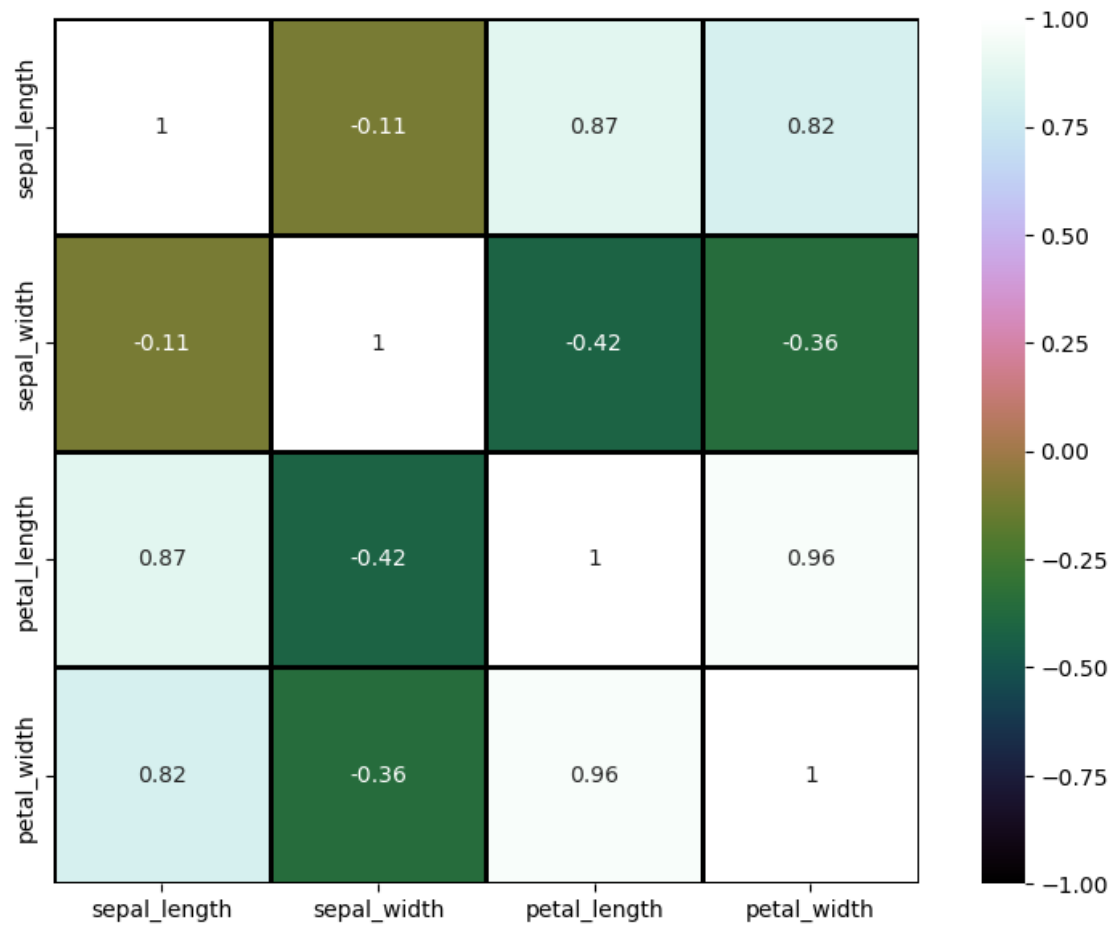 sepal_length 1 -0.11 0.87 0.82
sepal_width -0.11 1 -0.42 -0.36
petal_length 0.87 -0.42 1 0.96
petal_width 0.82 -0.36 0.96 1
sepal_length sepal_width petal_length petal_width
1.00
0.75
0.50
0.25
0.00
−0.25
−0.50
−0.75
−1.00